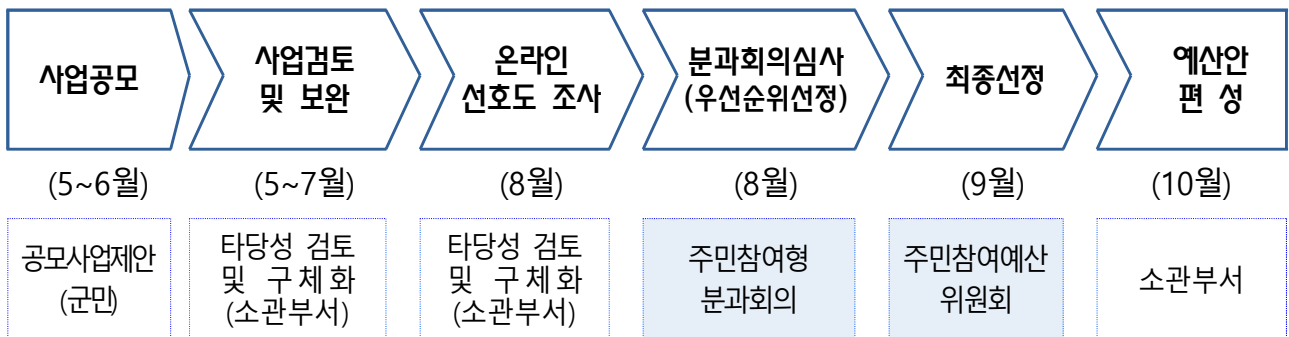 사업공모
사업검토
및 보완
온라인
선호도 조사
분과회의심사
(우선순위선정)
최종선정
예산안
편 성
(5~6월)
(5~7월)
(8월)
(8월)
(9월)
(10월)
공모사업제안
(군민)
타당성 검토
및 구체화
(소관부서)
타당성 검토
및 구체화
(소관부서)
주민참여형
분과회의
주민참여예산
위원회
소관부서